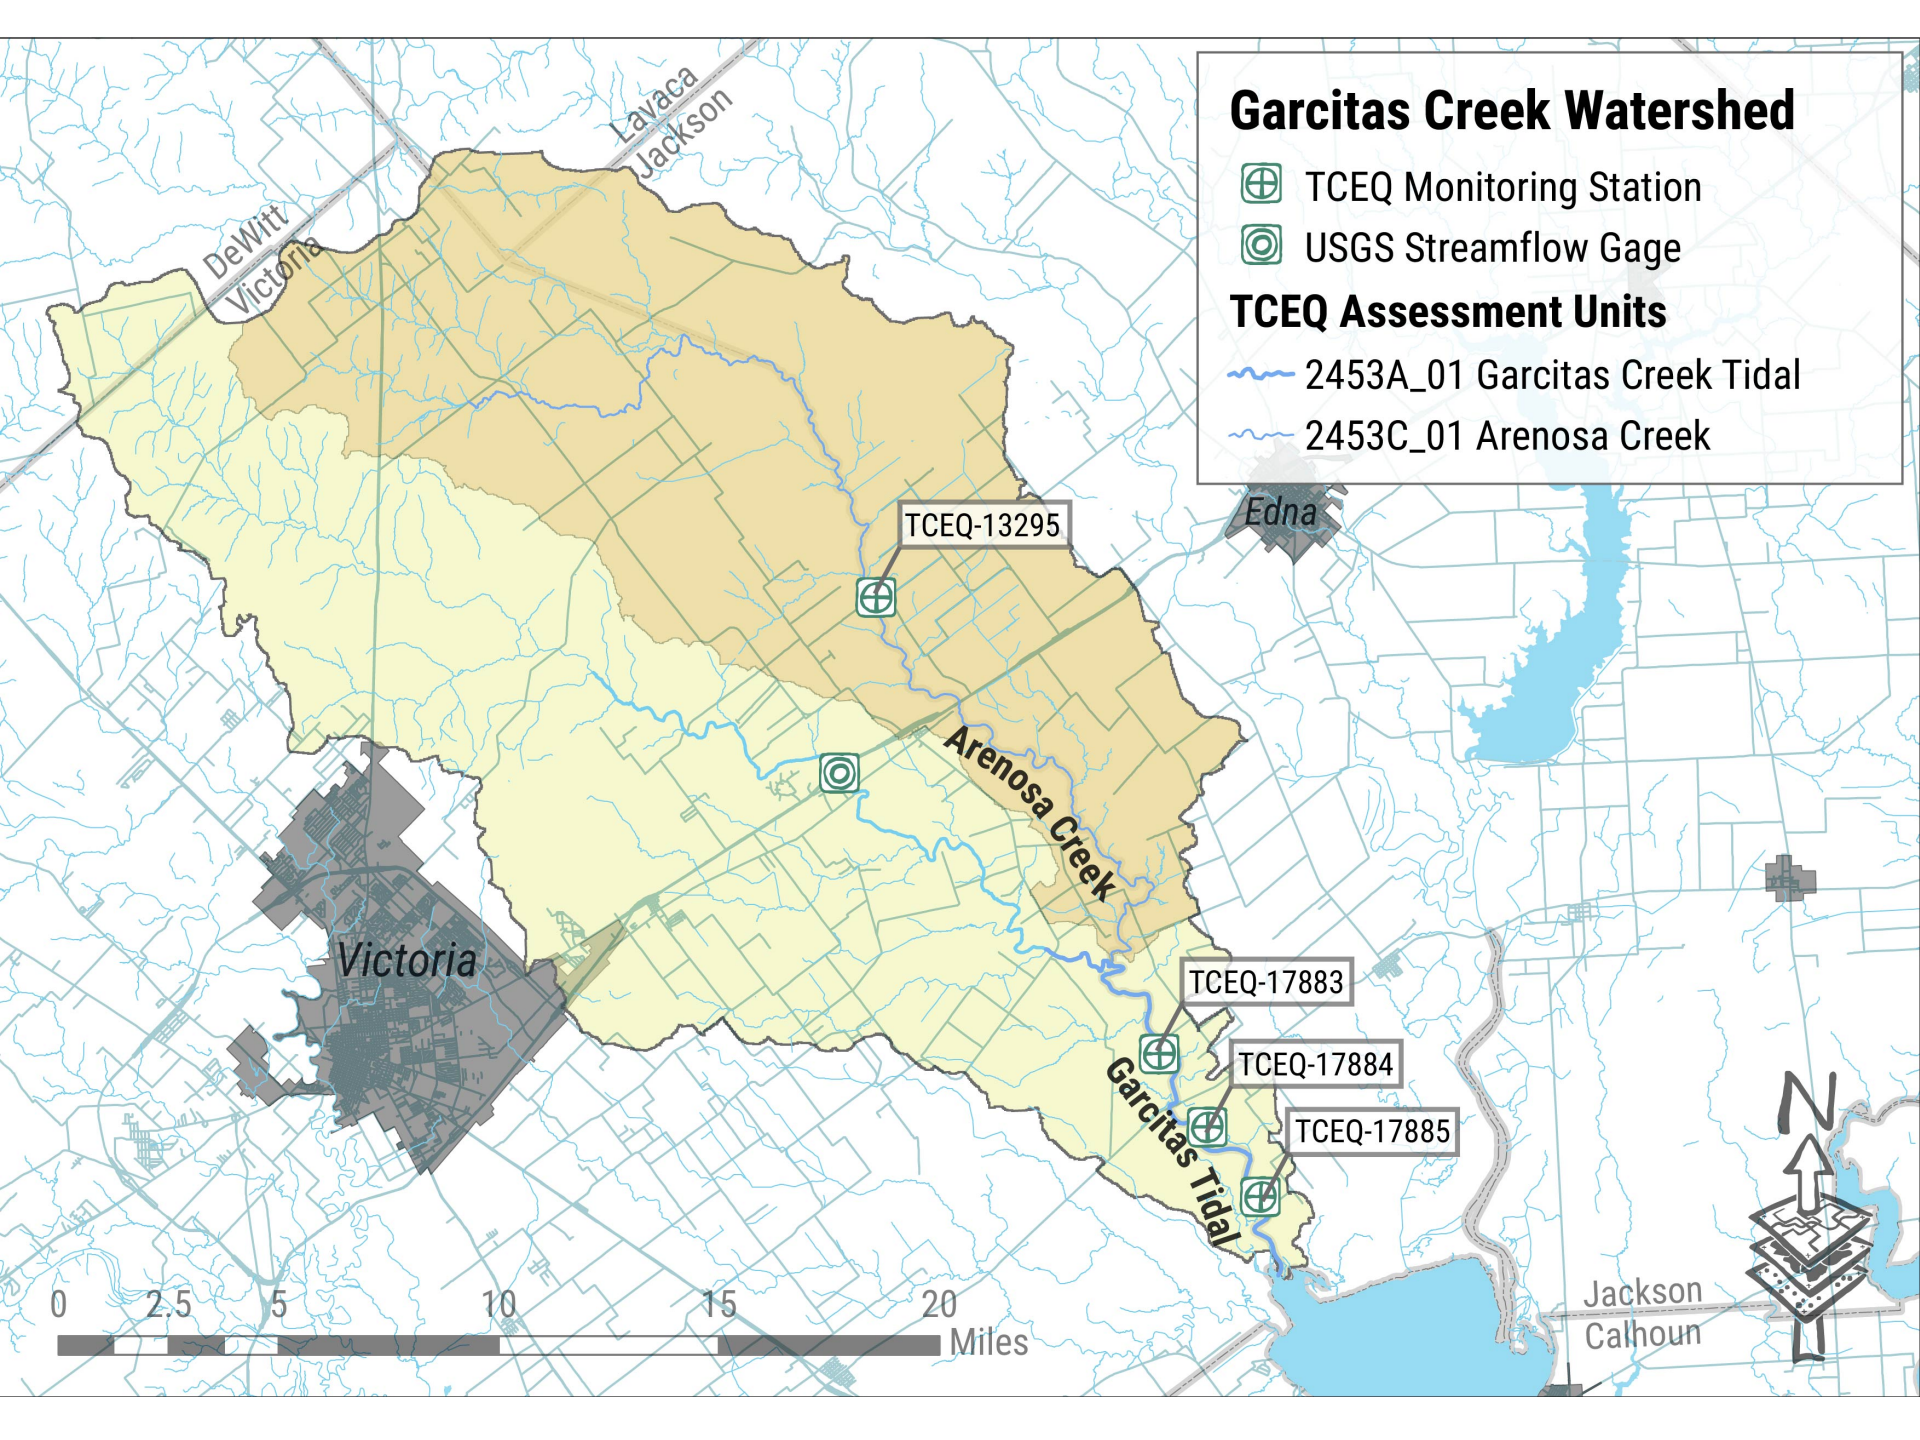 Lavaca
Jackson
DeWitt
Victoria
Garcitas Creek Watershed
TCEQ Monitoring Station
USGS Streamflow Gage
TCEQ Assessment Units
2453A_01 Garcitas Creek Tidal
2453C_01 Arenosa Creek
Edna
TCEQ-13295
Arenosa Creek
Victoria
TCEQ-17883
TCEQ-17884
TCEQ-17885
Garcitas Tidal
N
0 2.5 5 10 15 20
Miles
Jackson
Calhoun